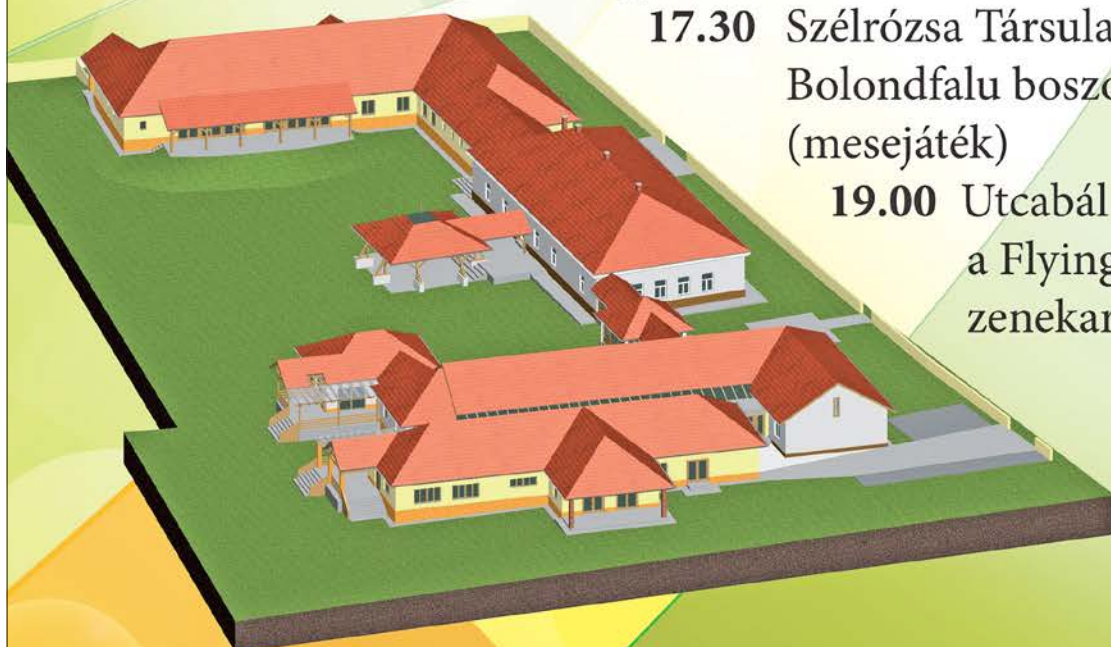 17.30 Szélrózsa Társula
Bolondfalu boszo
(mesejáték)
19.00 Utcabál
a Flying
zenekar